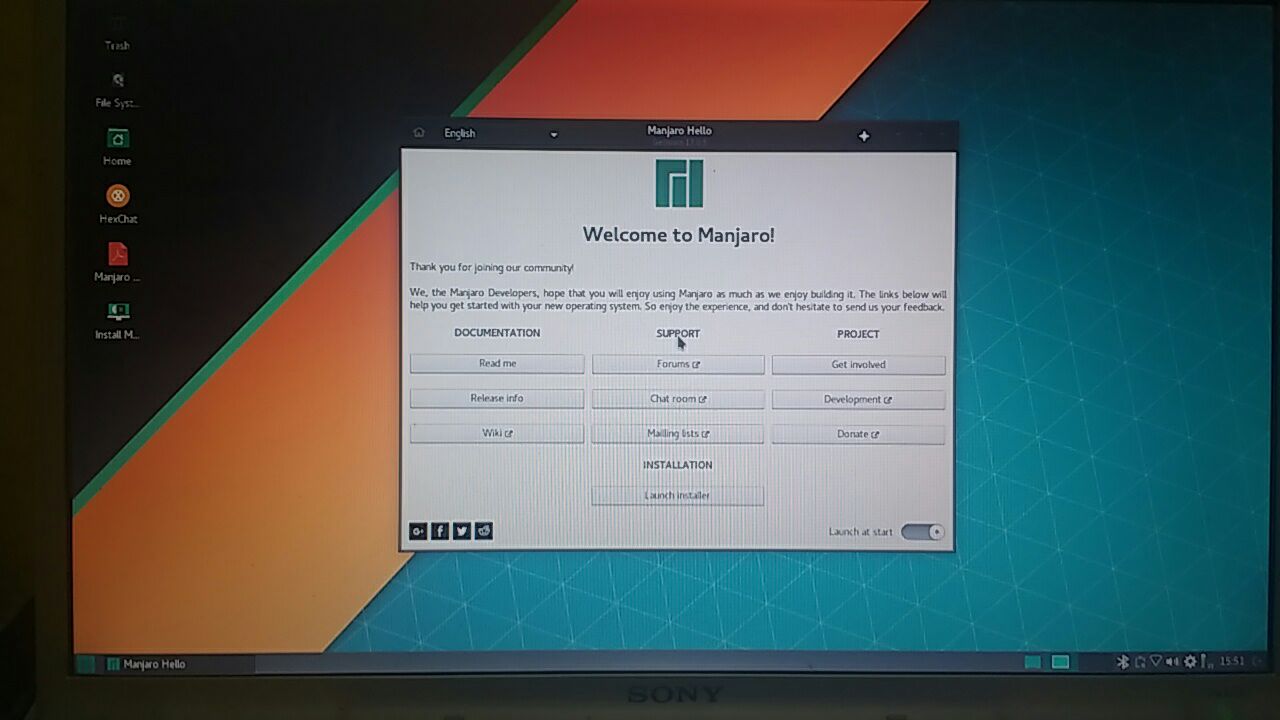 Trash
File Syst...
Home
HexChat
Manjaro ...
Install M...
English
Manjaro Hello
Welcome to Manjaro!
Thank you for joining our community!
We, the Manjaro Developers, hope that you will enjoy using Manjaro as much as we enjoy building it. The links below will
help you get started with your new operating system. So enjoy the experience, and don't hesitate to send us your feedback.
DOCUMENTATION
SUPPORT
PROJECT
Read me
Forums
Get involved
Release info
Chat room
Development
Wiki
Mailing lists
Donate
INSTALLATION
Launch installer
Launch at start
Manjaro Hello
15:51
SONY